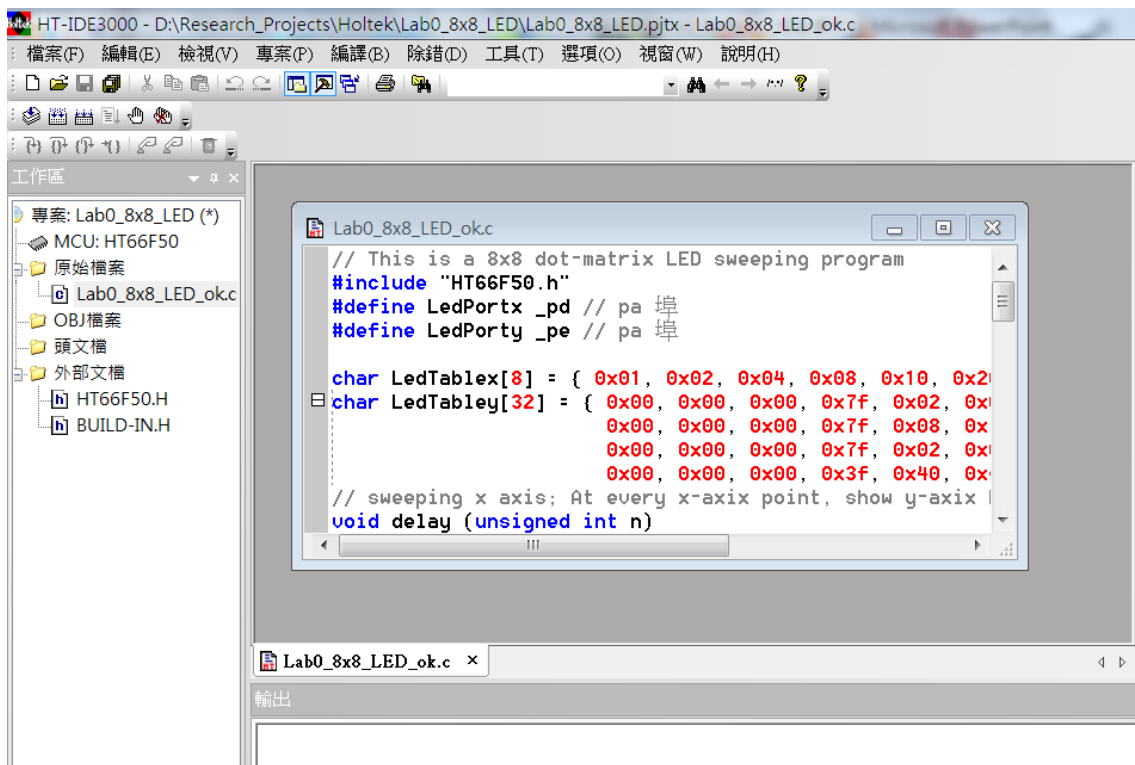 HT-IDE3000 - D:\Research_Projects\Holtek\Lab0_8x8_LED\Lab0_8x8_LED.pjtx - Lab0_8x8_LED_ok.c
檔案(F) 編輯(E) 檢視(V) 專案(P) 編譯(B) 除錯(D) 工具(T) 選項(O) 視窗(W) 說明(H)
工作區
專案: Lab0_8x8_LED (*)
MCU: HT66F50
原始檔案
Lab0_8x8_LED_ok.c
OBJ檔案
頭文檔
外部文檔
HT66F50.H
BUILD-IN.H
Lab0_8x8_LED_ok.c
// This is a 8x8 dot-matrix LED sweeping program
#include "HT66F50.h"
#define LedPortx _pd // pa 埠
#define LedPorty _pe // pa 埠
char LedTablex[8] = { 0x01, 0x02, 0x04, 0x08, 0x10, 0x2
char LedTabley[32] = { 0x00, 0x00, 0x00, 0x7f, 0x02, 0x
0x00, 0x00, 0x00, 0x7f, 0x08, 0x
0x00, 0x00, 0x00, 0x7f, 0x02, 0x
0x00, 0x00, 0x00, 0x3f, 0x40, 0x
// sweeping x axis; At every x-axix point, show y-axix
void delay (unsigned int n)
Lab0_8x8_LED_ok.c
輸出